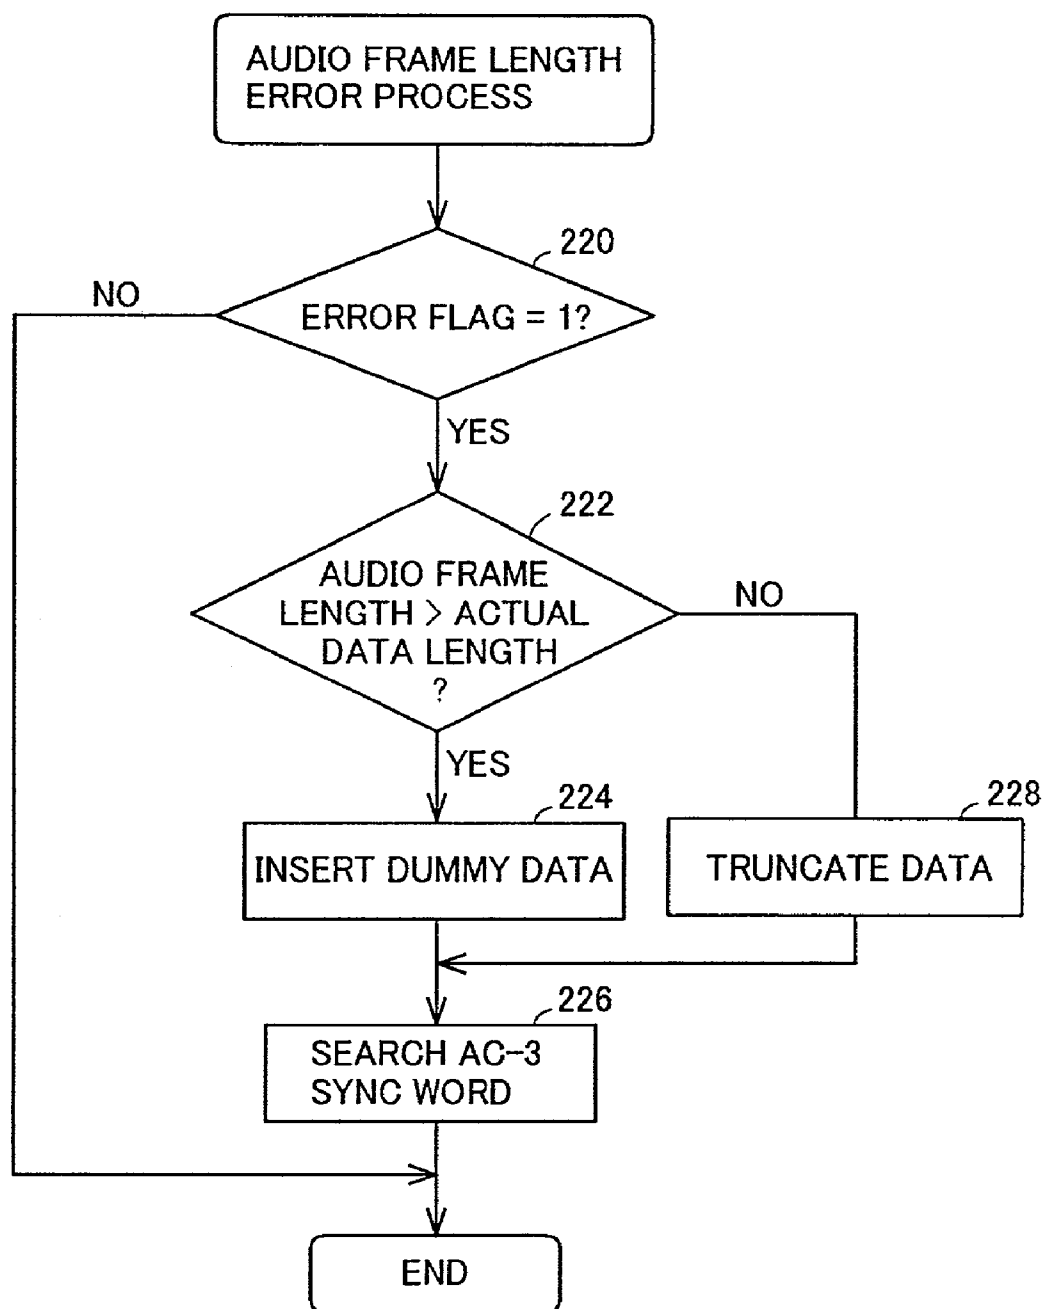 AUDIO FRAME LENGTH
ERROR PROCESS
220
NO
ERROR FLAG = 1?
YES
222
AUDIO FRAME
LENGTH > ACTUAL
DATA LENGTH
?
NO
YES
224
228
INSERT DUMMY DATA
TRUNCATE DATA
226
SEARCH AC-3
SYNC WORD
END